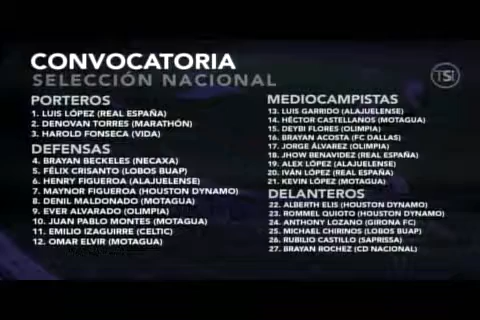 CONVOCATORIA
SELECCIÓN NACIONAL
TSI
PORTEROS
1. LUIS LÓPEZ (REAL ESPAÑA)
2. DENOVAN TORRES (MARATHÓN)
3. HAROLD FONSECA (VIDA)
DEFENSAS
4. BRAYAN BECKELES (NECAXA)
5. FÉLIX CRISANTO (LOBOS BUAP)
6. HENRY FIGUEROA (ALAJUELENSE)
7. MAYNOR FIGUEROA (HOUSTON DYNAMO)
8. DENIL MALDONADO (MOTAGUA)
9. EVER ALVARADO (OLIMPIA)
10. JUAN PABLO MONTES (MOTAGUA)
11. EMILIO IZAGUIRRE (CELTIC)
12. OMAR ELVIR (MOTAGUA)
MEDIOCAMPISTAS
13. LUIS GARRIDO (ALAJUELENSE)
14. HÉCTOR CASTELLANOS (MOTAGUA)
15. DEYBI FLORES (OLIMPIA)
16. BRAYAN ACOSTA (FC DALLAS)
17. JORGE ÁLVAREZ (OLIMPIA)
18. JHOW BENAVIDEZ (REAL ESPAÑA)
19. ALEX LÓPEZ (ALAJUELENSE)
20. IVÁN LÓPEZ (REAL ESPAÑA)
21. KEVIN LÓPEZ (MOTAGUA)
DELANTEROS
22. ALBERTH ELIS (HOUSTON DYNAMO)
23. ROMMEL QUIOTO (HOUSTON DYNAMO)
24. ANTHONY LOZANO (GIRONA FC)
25. MICHAEL CHIRINOS (LOBOS BUAP)
26. RUBILIO CASTILLO (SAPRISSA)
27. BRAYAN ROCHEZ (CD NACIONAL)